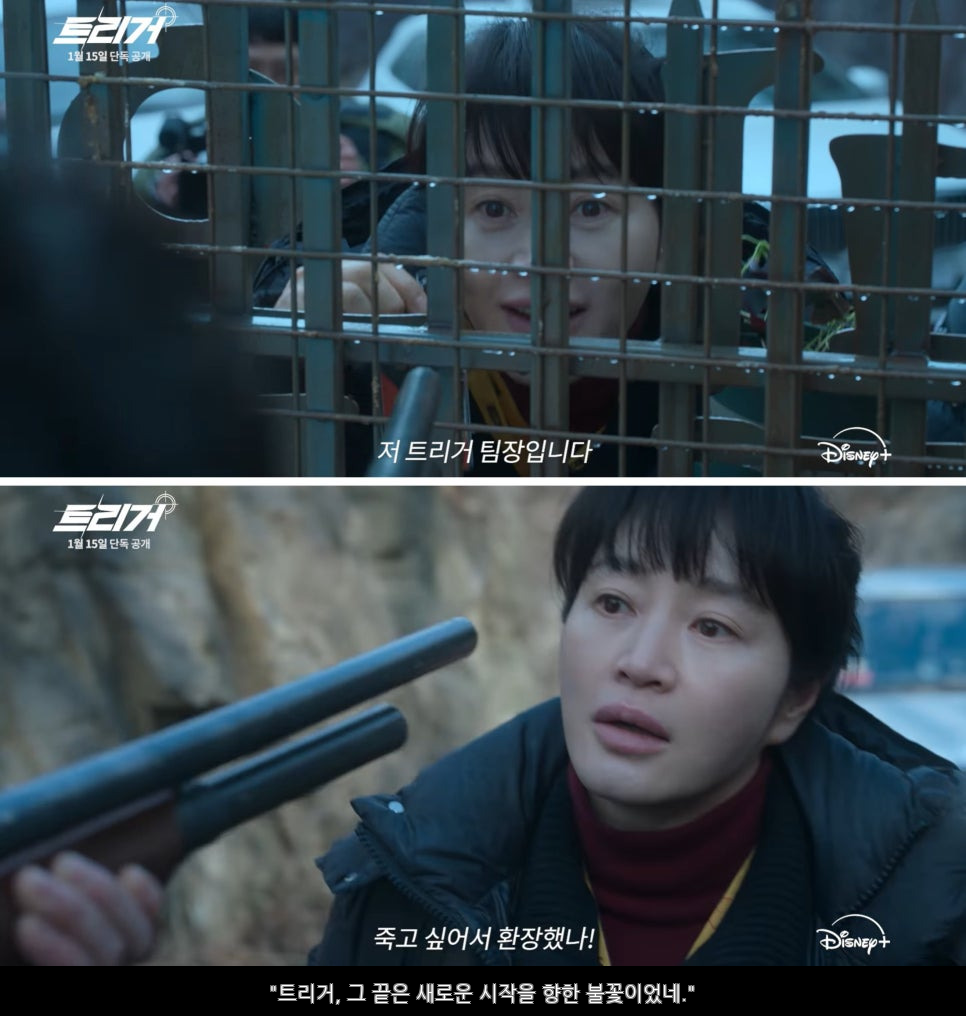 트리거
1월 15일 단독 공개
저 트리거 팀장입니다
Disney+
트리거
1월 15일 단독 공개
죽고 싶어서 환장했나!
Disney+
"트리거, 그 끝은 새로운 시작을 향한 불꽃이었네."